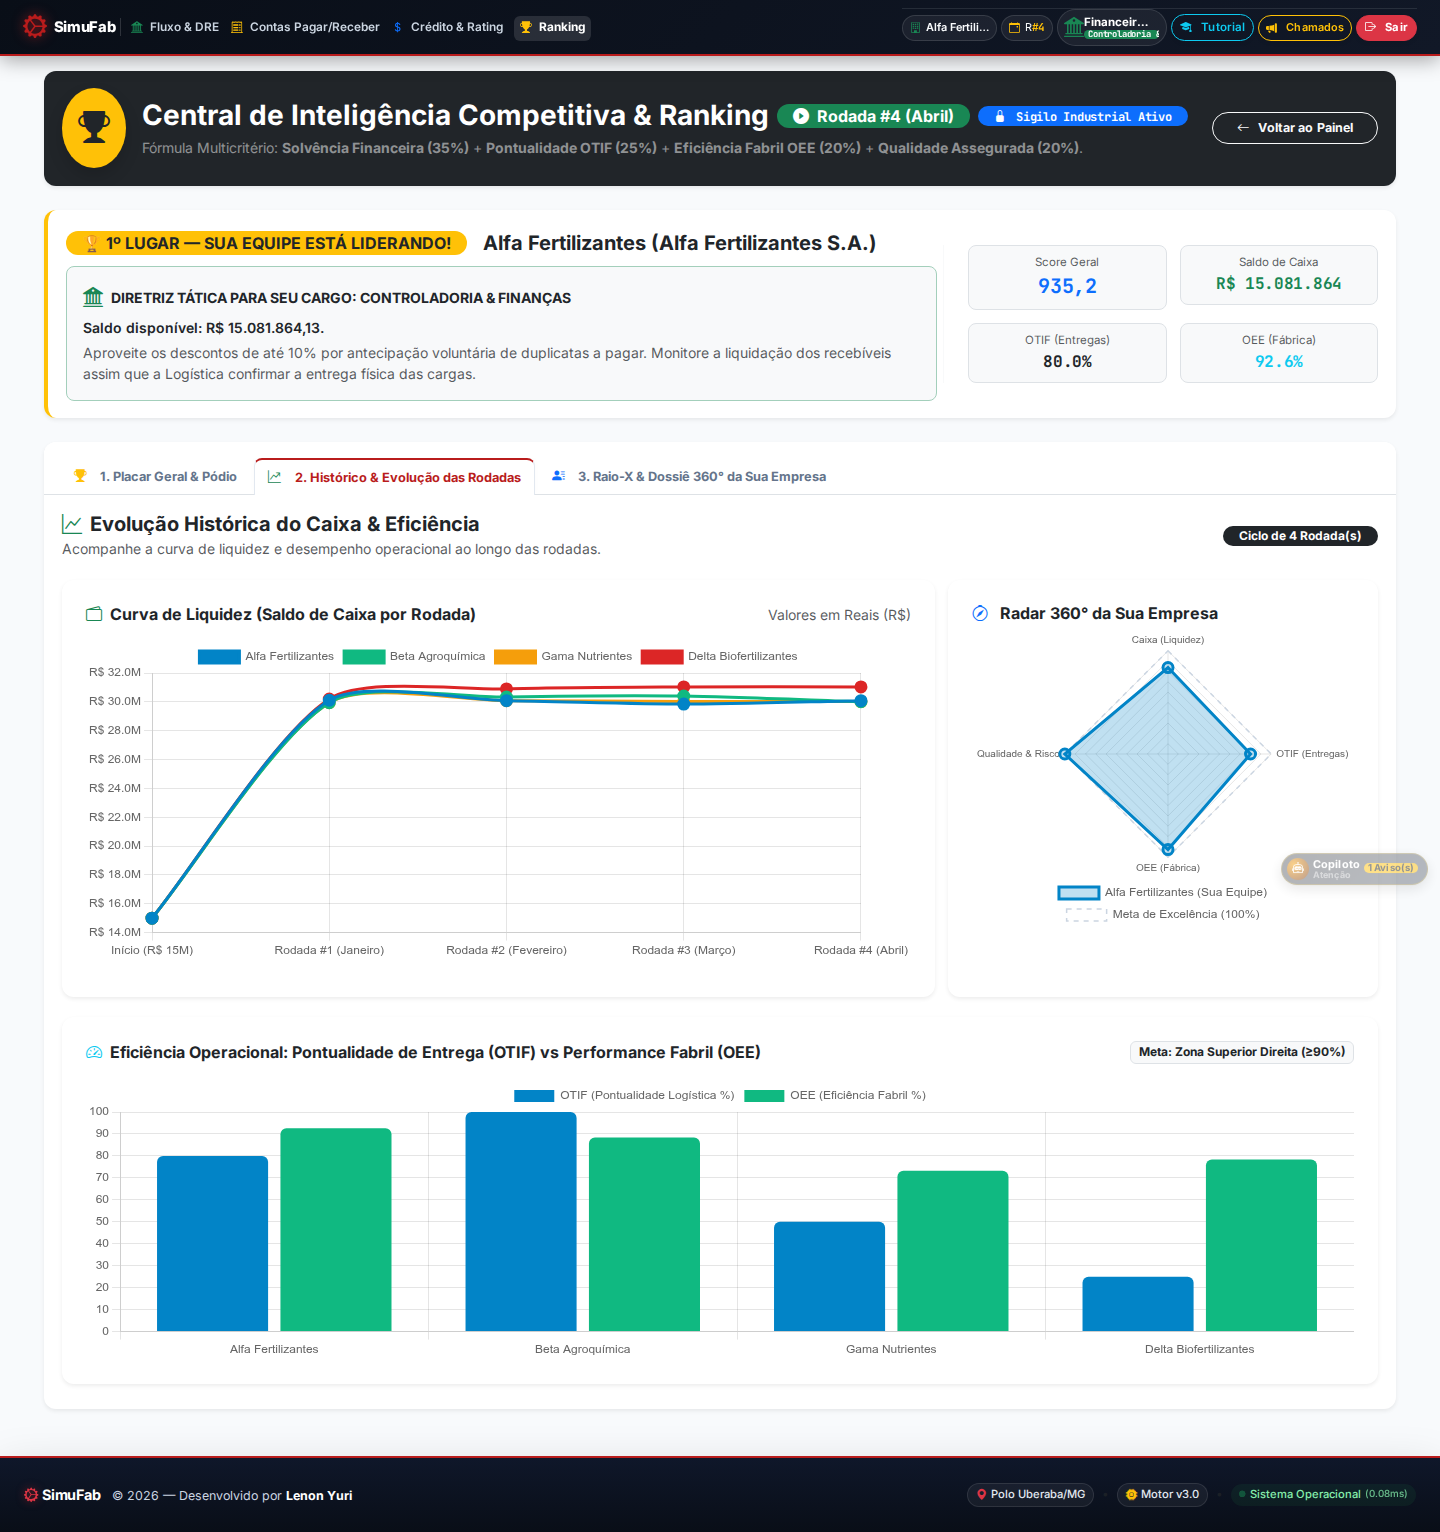 SimuFab Fluxo & DRE Contas Pagar/Receber $ Crédito & Rating Ranking Alfa Fertili... R#4 Financeir... Controladoria & Tutorial Chamados Sair
Central de Inteligência Competitiva & Ranking Rodada #4 (Abril) Sigilo Industrial Ativo
Fórmula Multicritério: Solvência Financeira (35%) + Pontualidade OTIF (25%) + Eficiência Fabril OEE (20%) + Qualidade Assegurada (20%).
← Voltar ao Painel
1º LUGAR — SUA EQUIPE ESTÁ LIDERANDO! Alfa Fertilizantes (Alfa Fertilizantes S.A.)
DIRETRIZ TÁTICA PARA SEU CARGO: CONTROLADORIA & FINANÇAS
Saldo disponível: R$ 15.081.864,13.
Aproveite os descontos de até 10% por antecipação voluntária de duplicatas a pagar. Monitore a liquidação dos recebíveis
assim que a Logística confirmar a entrega física das cargas.
Score Geral
935,2
Saldo de Caixa
R$ 15.081.864
OTIF (Entregas)
80.0%
OEE (Fábrica)
92.6%
1. Placar Geral & Pódio 2. Histórico & Evolução das Rodadas 3. Raio-X & Dossiê 360° da Sua Empresa
Evolução Histórica do Caixa & Eficiência
Acompanhe a curva de liquidez e desempenho operacional ao longo das rodadas.
Ciclo de 4 Rodada(s)
Curva de Liquidez (Saldo de Caixa por Rodada) Valores em Reais (R$)
Alfa Fertilizantes Beta Agroquímica Gama Nutrientes Delta Biofertilizantes
R$ 32.0M
R$ 30.0M
R$ 28.0M
R$ 26.0M
R$ 24.0M
R$ 22.0M
R$ 20.0M
R$ 18.0M
R$ 16.0M
R$ 14.0M
Início (R$ 15M) Rodada #1 (Janeiro) Rodada #2 (Fevereiro) Rodada #3 (Março) Rodada #4 (Abril)
Radar 360° da Sua Empresa
Caixa (Liquidez)
Qualidade & Risco OTIF (Entregas)
OEE (Fábrica)
Alfa Fertilizantes (Sua Equipe)
Meta de Excelência (100%)
Copiloto
Atenção
1 Aviso(s)
Eficiência Operacional: Pontualidade de Entrega (OTIF) vs Performance Fabril (OEE) Meta: Zona Superior Direita (≥90%)
OTIF (Pontualidade Logística %) OEE (Eficiência Fabril %)
100
90
80
70
60
50
40
30
20
10
0
Alfa Fertilizantes Beta Agroquímica Gama Nutrientes Delta Biofertilizantes
SimuFab © 2026 — Desenvolvido por Lenon Yuri Polo Uberaba/MG Motor v3.0 Sistema Operacional (0.08ms)